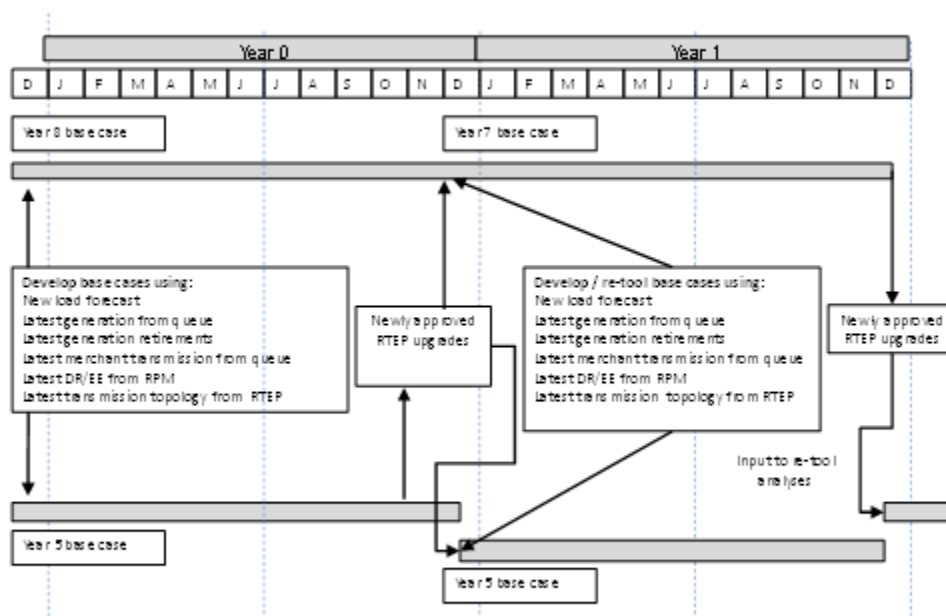 Year 0 Year 1
D J F M A M J J A S O N D J F M A M J J A S O N D
Year 8 base case Year 7 base case
Develop base cases using:
New load forecast
Latest generation from queue
Latest generation retirements
Latest merchant transmission from queue
Latest DR/EE from RPM
Latest transmission topology from RTEP
Newly approved
RTEP upgrades
Develop / re-tool base cases using:
New load forecast
Latest generation from queue
Latest generation retirements
Latest merchant transmission from queue
Latest DR/EE from RPM
Latest transmission topology from RTEP
Newly approved
RTEP upgrades
Input to re-tool
analyses
Year 5 base case
Year 5 base case